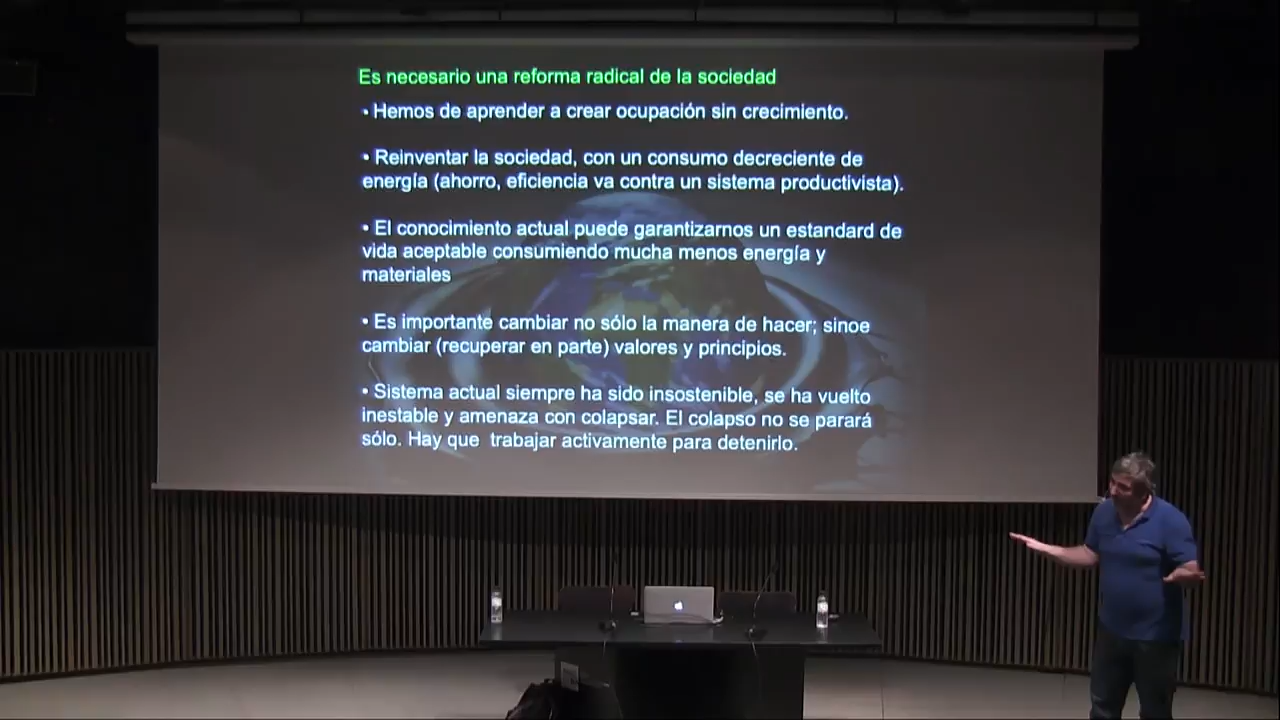 Es necesario una reforma radical de la sociedad
• Hemos de aprender a crear ocupación sin crecimiento.
• Reinventar la sociedad, con un consumo decreciente de
energía (ahorro, eficiencia va contra un sistema productivista).
• El conocimiento actual puede garantizarnos un estandard de
vida aceptable consumiendo mucha menos energía y
materiales
• Es importante cambiar no sólo la manera de hacer; sinoe
cambiar (recuperar en parte) valores y principios.
• Sistema actual siempre ha sido insostenible, se ha vuelto
inestable y amenaza con colapsar. El colapso no se parará
sólo. Hay que  trabajar activamente para detenirlo.